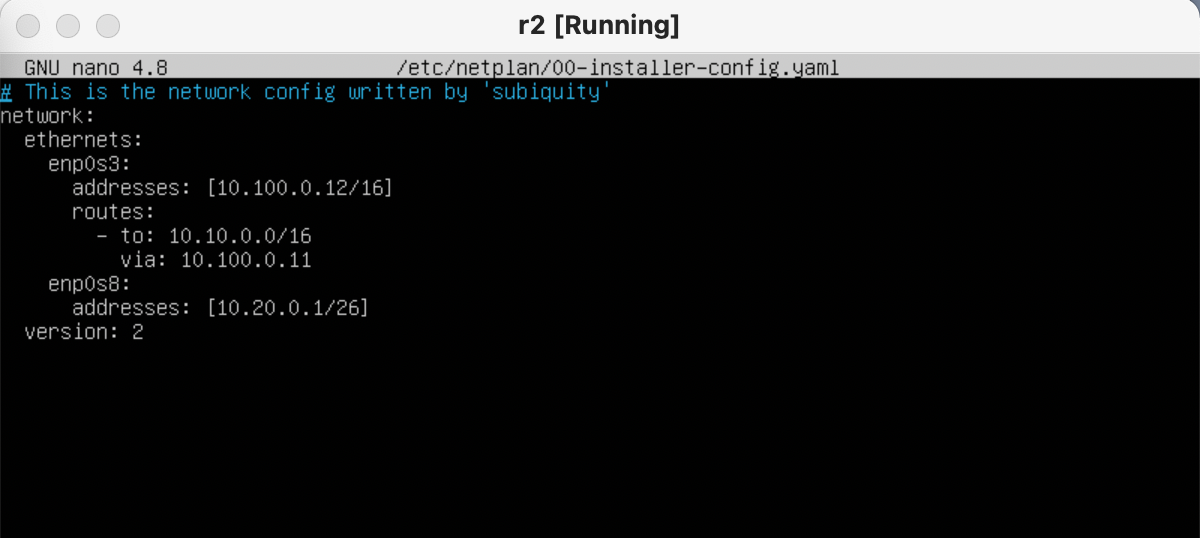 r2 [Running]
GNU nano 4.8 /etc/netplan/00-installer-config.yaml
# This is the network config written by 'subiquity'
network:
  ethernets:
    enp0s3:
      addresses: [10.100.0.12/16]
      routes:
        - to: 10.10.0.0/16
          via: 10.100.0.11
    enp0s8:
      addresses: [10.20.0.1/26]
  version: 2